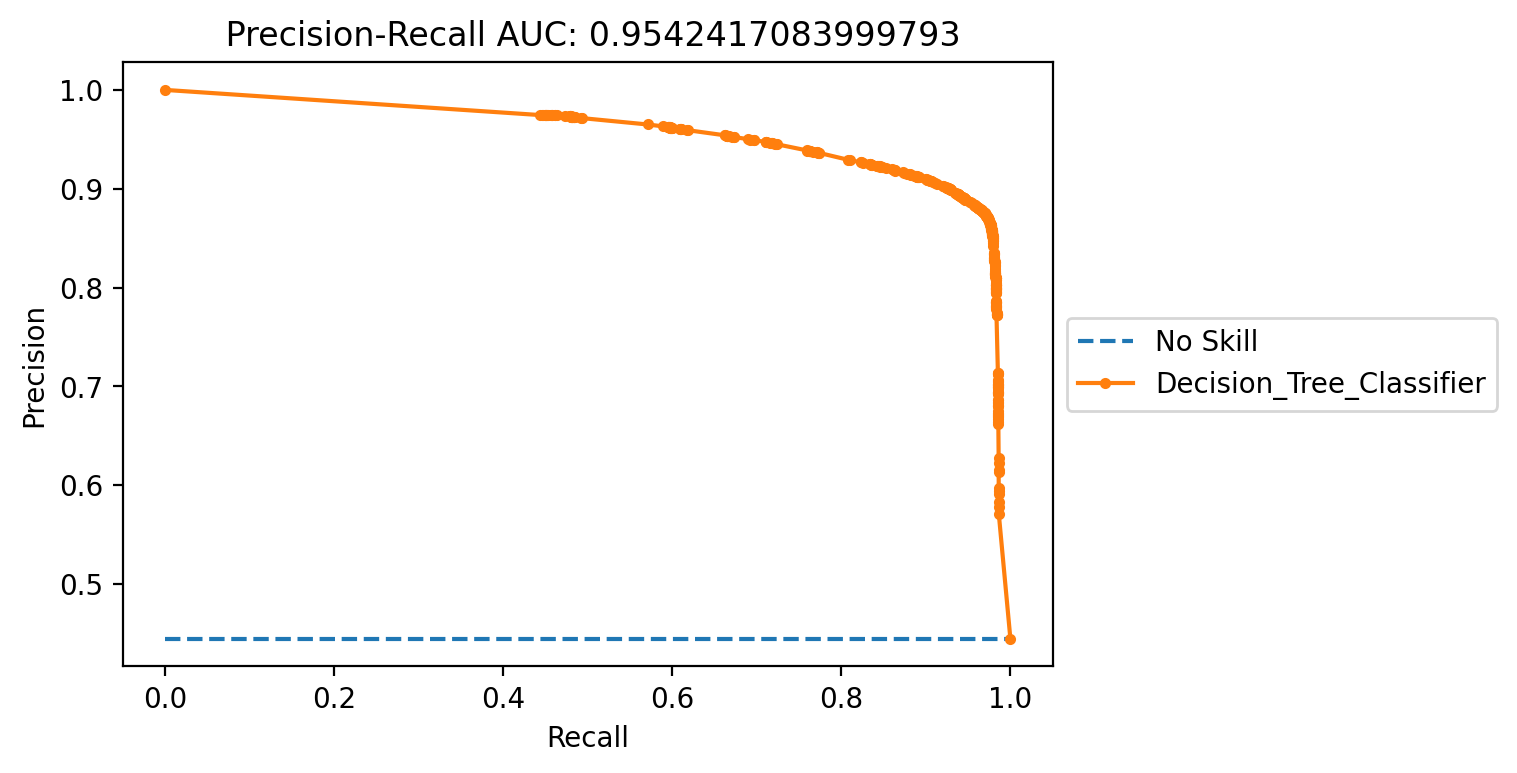 Precision-Recall AUC: 0.9542417083999793
1.0
0.9
0.8
0.7
0.6
0.5
Precision
0.0 0.2 0.4 0.6 0.8 1.0
Recall
No Skill
Decision_Tree_Classifier